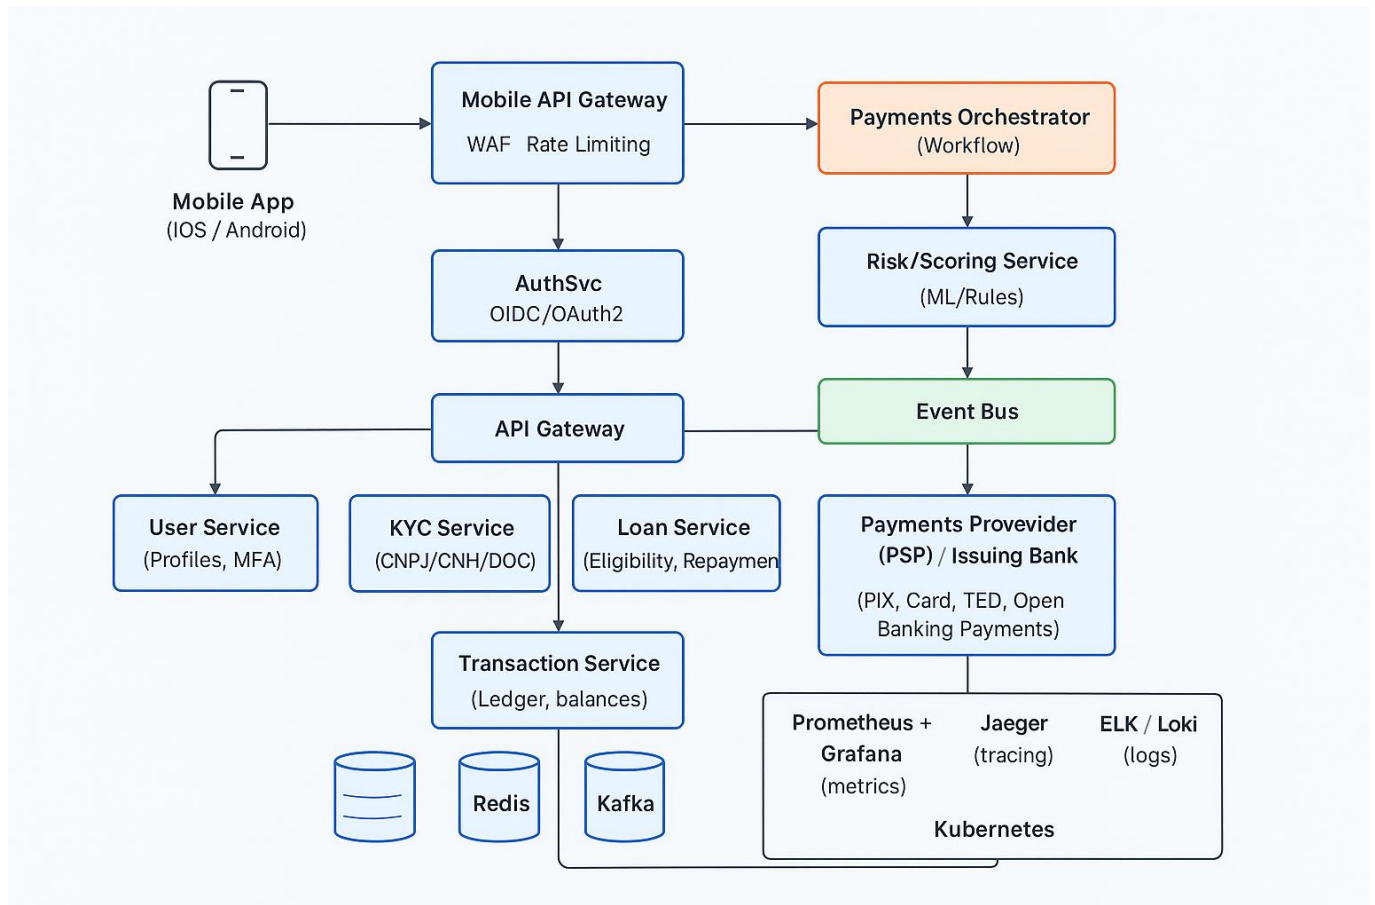 Mobile API Gateway
WAF Rate Limiting
Payments Orchestrator
(Workflow)
Mobile App
(IOS / Android)
AuthSvc
OIDC/OAuth2
Risk/Scoring Service
(ML/Rules)
API Gateway
Event Bus
User Service
(Profiles, MFA)
KYC Service
(CNPJ/CNH/DOC)
Loan Service
(Eligibility, Repaymen
Payments Provevider
(PSP) / Issuing Bank
(PIX, Card, TED, Open
Banking Payments)
Transaction Service
(Ledger, balances)
Redis
Kafka
Prometheus +
Grafana
(metrics)
Jaeger
(tracing)
ELK / Loki
(logs)
Kubernetes